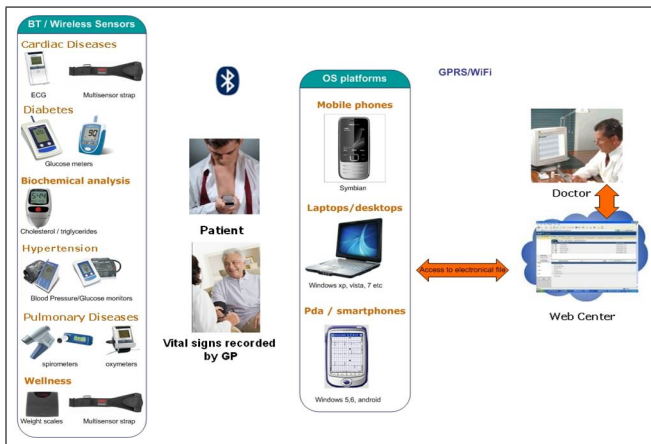 BT / Wireless Sensors
Cardiac Diseases
ECG
Multisensor strap
Diabetes
Glucose meters
Biochemical analysis
Cholesterol / triglycerides
Hypertension
Blood Pressure/Glucose monitors
Pulmonary Diseases
spirometers
oxymeters
Wellness
Weight scales
Multisensor strap
Patient
Vital signs recorded
by GP
OS platforms
Mobile phones
Symbian
Laptops/desktops
Windows xp, vista, 7 etc
Pda / smartphones
Windows 5,6, android
GPRS/WiFi
Access to electronical file
Doctor
Web Center